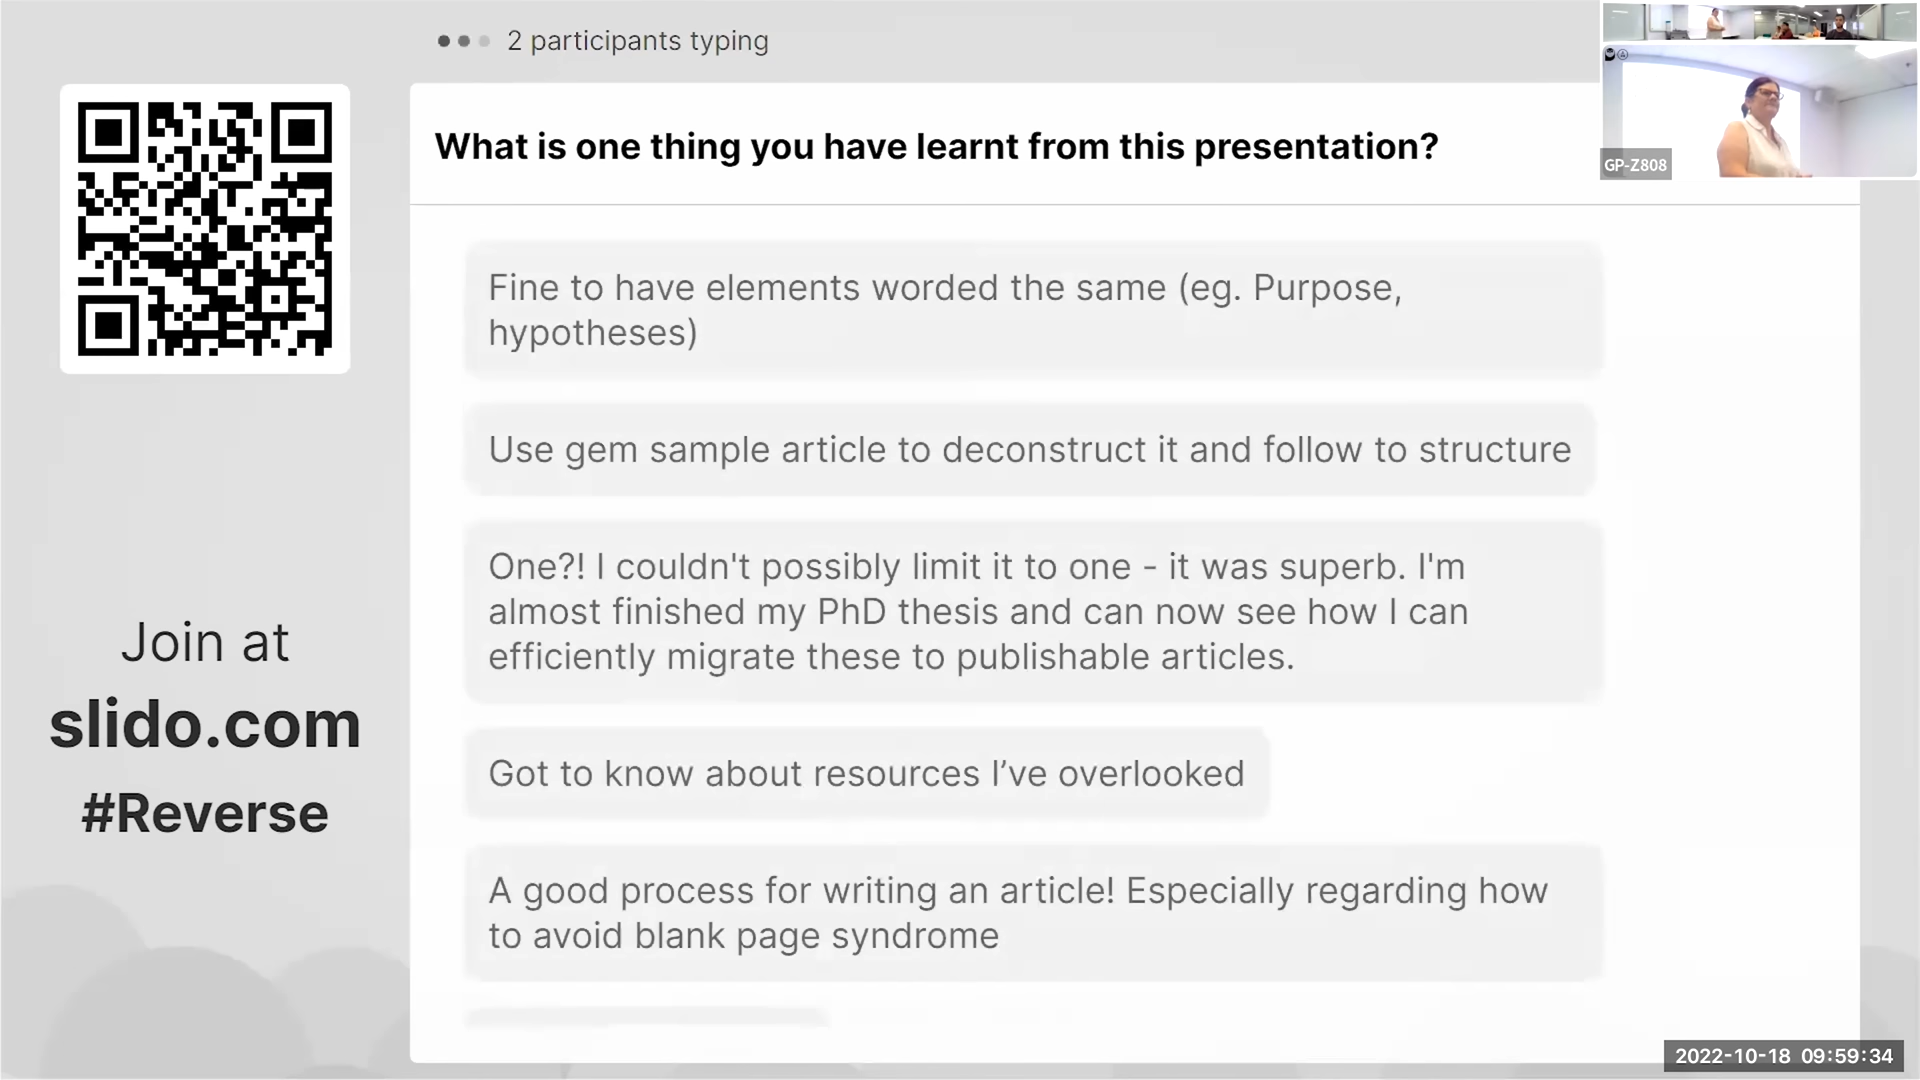 2 participants typing
What is one thing you have learnt from this presentation?
GP-Z808
Fine to have elements worded the same (eg. Purpose,
hypotheses)
Use gem sample article to deconstruct it and follow to structure
One?! I couldn't possibly limit it to one - it was superb. I'm
almost finished my PhD thesis and can now see how I can
efficiently migrate these to publishable articles.
Got to know about resources I’ve overlooked
A good process for writing an article! Especially regarding how
to avoid blank page syndrome
Join at
slido.com
#Reverse
2022-10-18 09:59:34